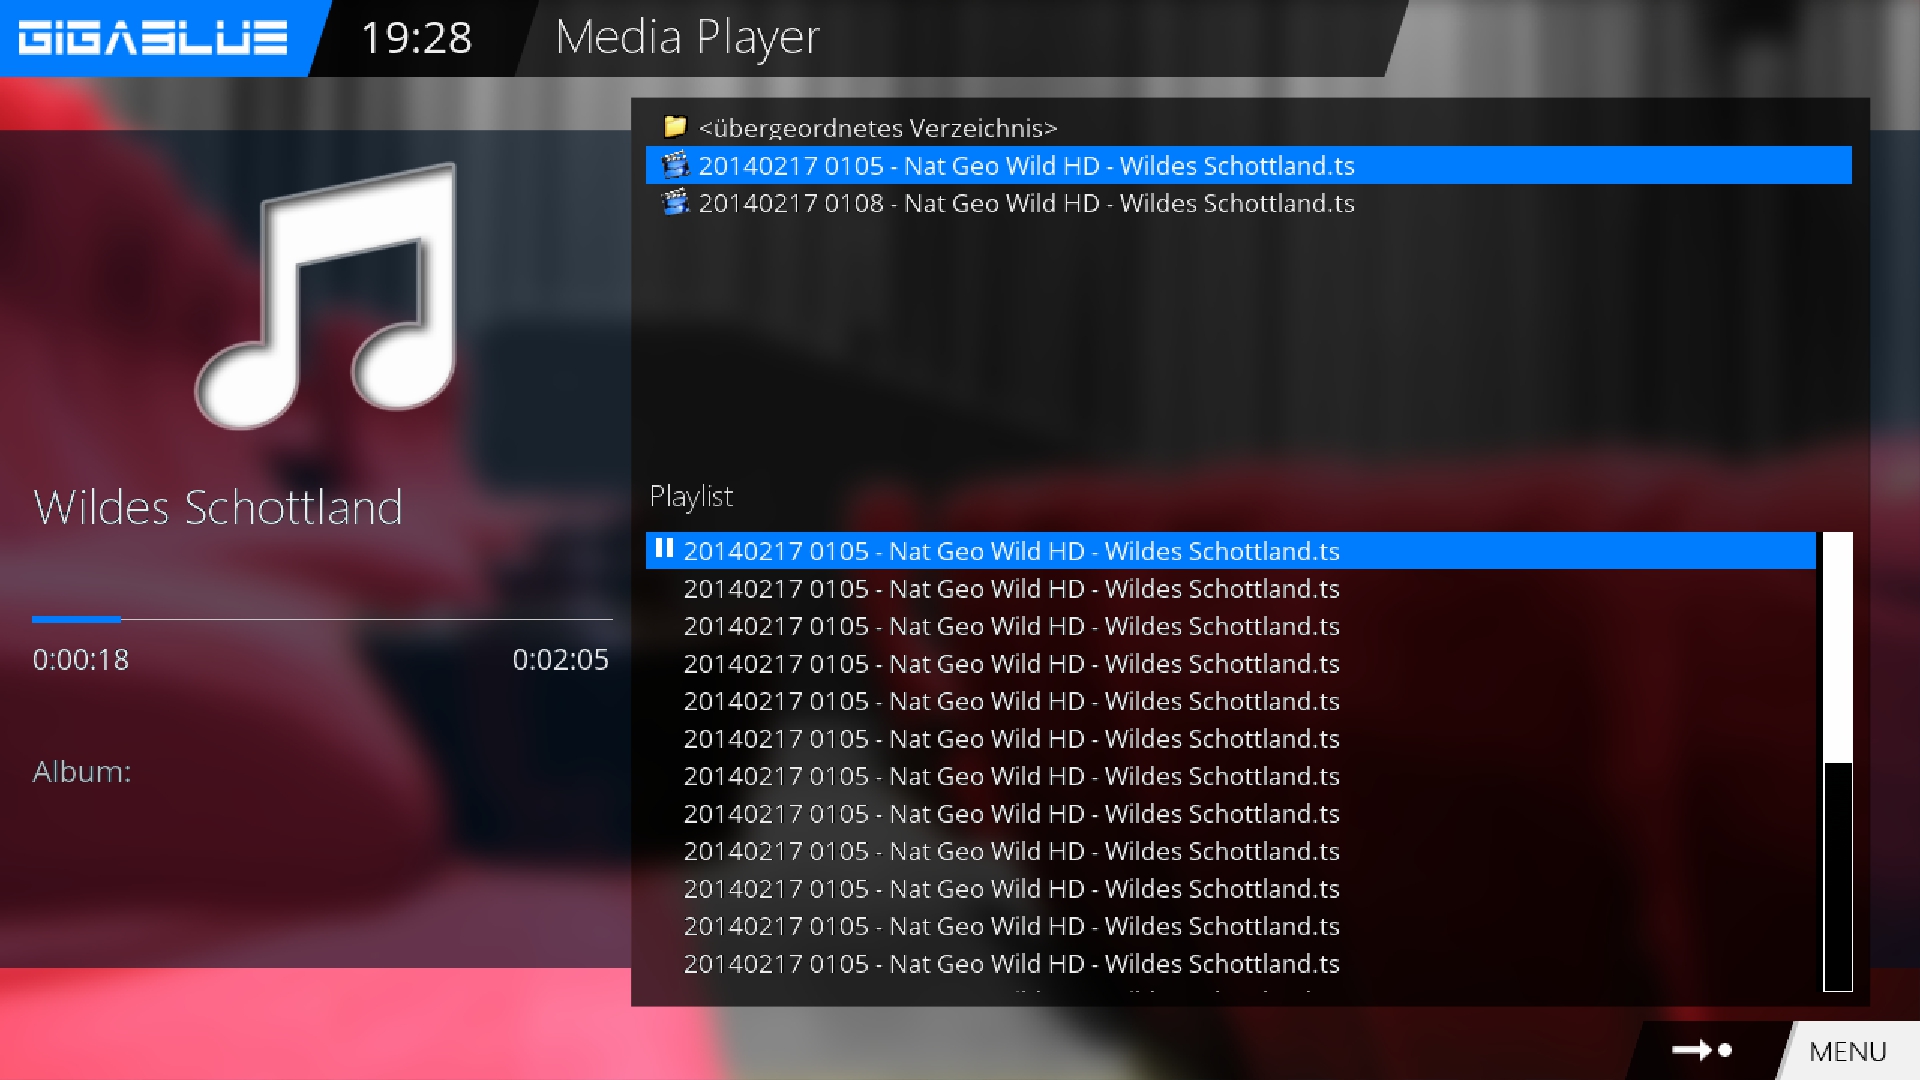 GIGABLUE
19:28
Media Player
<übergeordnetes Verzeichnis>
20140217 0105 - Nat Geo Wild HD - Wildes Schottland.ts
20140217 0108 - Nat Geo Wild HD - Wildes Schottland.ts
Wildes Schottland
0:00:18
0:02:05
Album:
Playlist
20140217 0105 - Nat Geo Wild HD - Wildes Schottland.ts
20140217 0105 - Nat Geo Wild HD - Wildes Schottland.ts
20140217 0105 - Nat Geo Wild HD - Wildes Schottland.ts
20140217 0105 - Nat Geo Wild HD - Wildes Schottland.ts
20140217 0105 - Nat Geo Wild HD - Wildes Schottland.ts
20140217 0105 - Nat Geo Wild HD - Wildes Schottland.ts
20140217 0105 - Nat Geo Wild HD - Wildes Schottland.ts
20140217 0105 - Nat Geo Wild HD - Wildes Schottland.ts
20140217 0105 - Nat Geo Wild HD - Wildes Schottland.ts
20140217 0105 - Nat Geo Wild HD - Wildes Schottland.ts
20140217 0105 - Nat Geo Wild HD - Wildes Schottland.ts
20140217 0105 - Nat Geo Wild HD - Wildes Schottland.ts
MENU